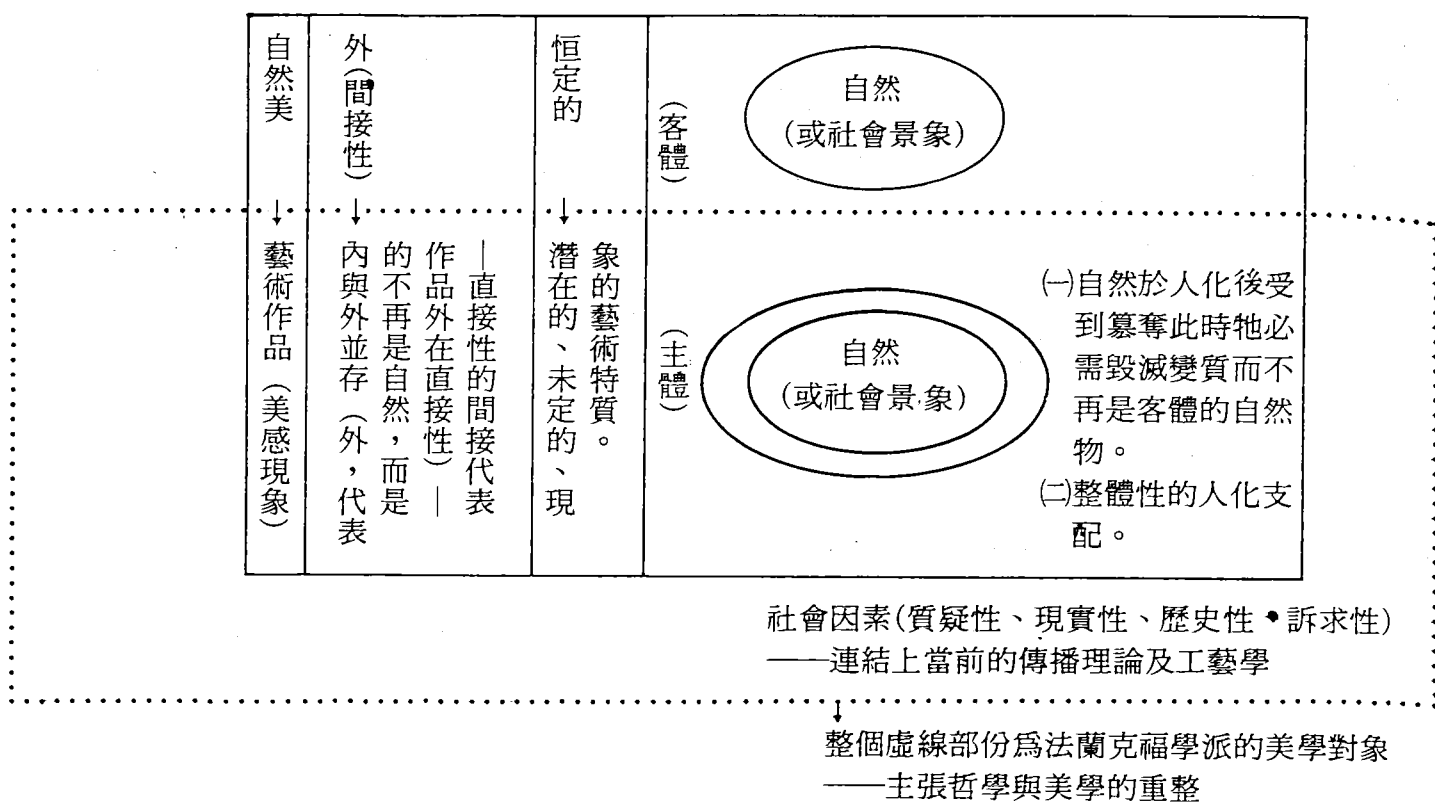 自然美
↓
藝術作品(美感現象)
外(間接性)
↓
內與外並存(外,代表
的不再是自然,而是
作品外在直接性)—
—直接性的間接代表
恒定的
↓
潛在的、未定的、現
象的藝術特質。
(客體)
自然
(或社會景象)
(主體)
自然
(或社會景象)
㈠自然於人化後受
到篡奪此時牠必
需毀滅變質而不
再是客體的自然
物。
㈡整體性的人化支
配。
社會因素(質疑性、現實性、歷史性•訴求性)
——連結上當前的傳播理論及工藝學
↓
整個虛線部份爲法蘭克福學派的美學對象
——主張哲學與美學的重整